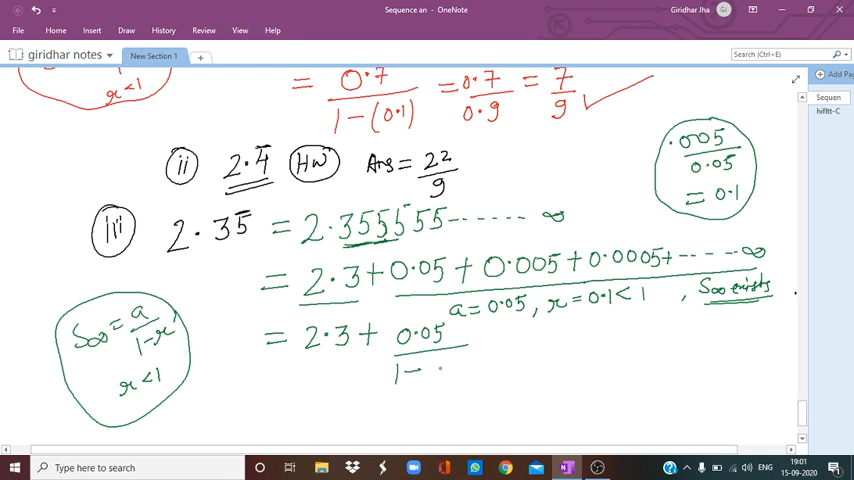 Sequence an - OneNote
Giridhar Jha GJ
File Home Insert Draw History Review View Help
giridhar notes New Section 1 + Search (Ctrl+E)
Add Pag
Sequen
hifltt-C
r<1
= 0.7 / 1-(0.1) = 0.7 / 0.9 = 7/9
ii 2.4̅ HW Ans = 22/9
.005 / 0.05 = 0.1
iii 2.35̅ = 2.355555------- ∞
= 2.3 + 0.05 + 0.005 + 0.0005 + ------ ∞
a = 0.05, r = 0.1 < 1 , S∞ exists .
= 2.3 + 0.05 / 1- .
S∞ = a / 1-r , r<1
Type here to search
ENG 19:01 15-09-2020